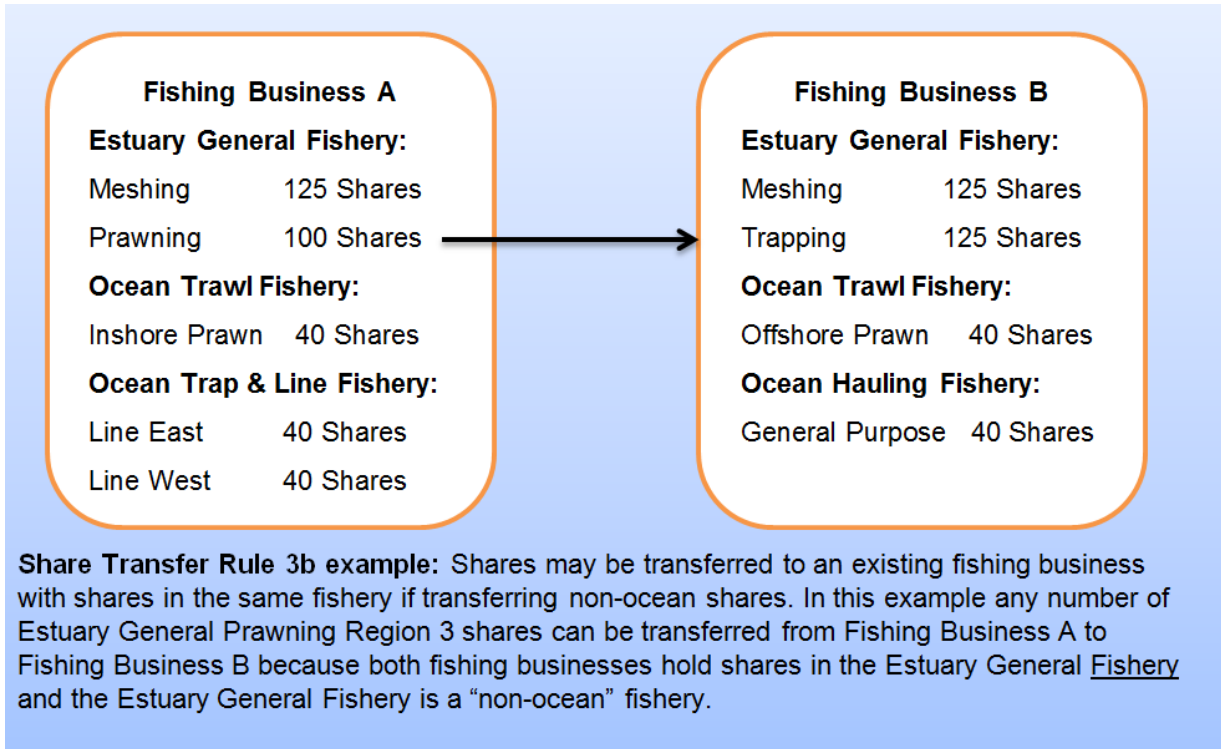 Fishing Business A
Estuary General Fishery:
Meshing 125 Shares
Prawning 100 Shares
Ocean Trawl Fishery:
Inshore Prawn 40 Shares
Ocean Trap & Line Fishery:
Line East 40 Shares
Line West 40 Shares
Fishing Business B
Estuary General Fishery:
Meshing 125 Shares
Trapping 125 Shares
Ocean Trawl Fishery:
Offshore Prawn 40 Shares
Ocean Hauling Fishery:
General Purpose 40 Shares
Share Transfer Rule 3b example: Shares may be transferred to an existing fishing business
with shares in the same fishery if transferring non-ocean shares. In this example any number of
Estuary General Prawning Region 3 shares can be transferred from Fishing Business A to
Fishing Business B because both fishing businesses hold shares in the Estuary General Fishery
and the Estuary General Fishery is a “non-ocean” fishery.